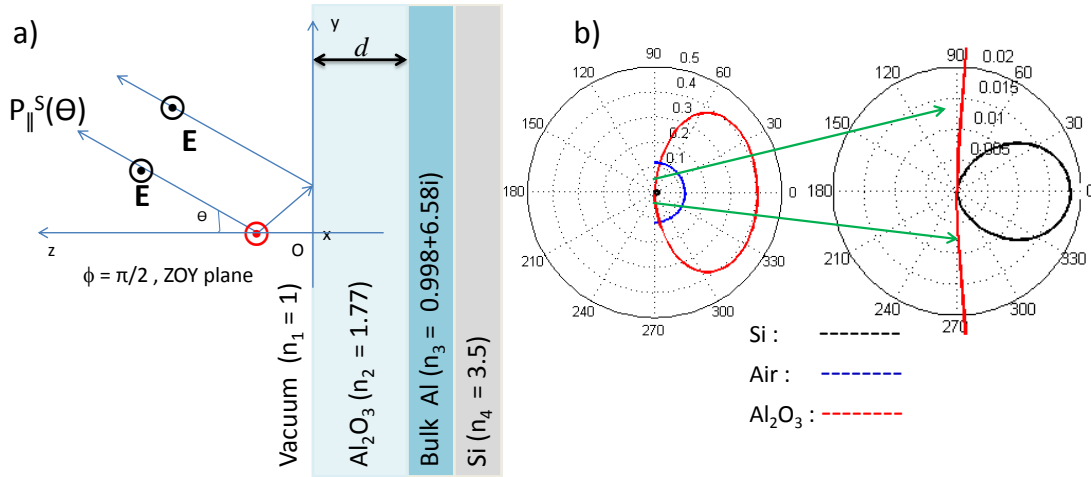 a)
y
x
d
P∥ˢ(Θ)
E
E
Θ
O
z
ϕ = π/2 , ZOY plane
Vacuum (n₁ = 1)
Al₂O₃ (n₂ = 1.77)
Bulk Al (n₃ = 0.998+6.58i)
Si (n₄ = 3.5)
b)
90
0.5
120
0.4
60
0.3
150
0.2
30
0.1
180
0
210
330
240
300
270
90
0.02
120
0.015
60
0.01
150
0.005
30
180
0
210
330
240
300
270
Si :
Air :
Al₂O₃ :